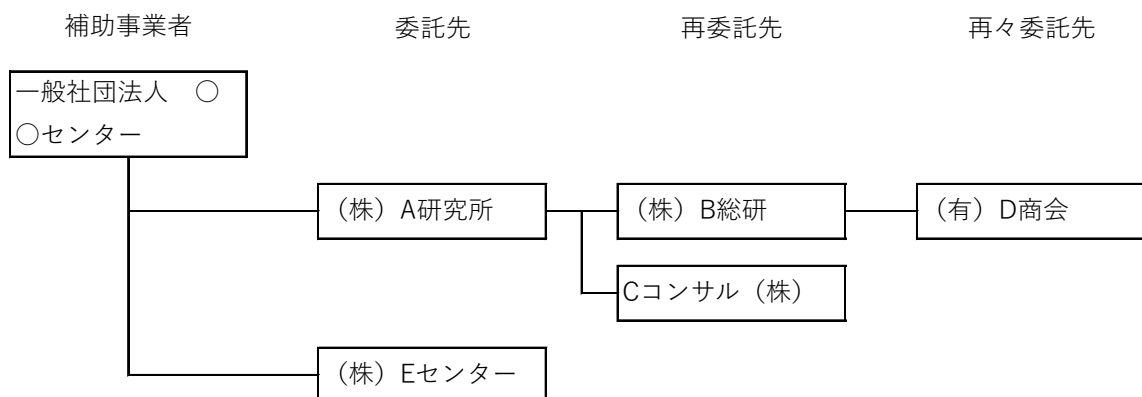 補助事業者 委託先 再委託先 再々委託先
一般社団法人 ○
○センター
(株)A研究所 (株)B総研 (有)D商会
Cコンサル(株)
(株)Eセンター